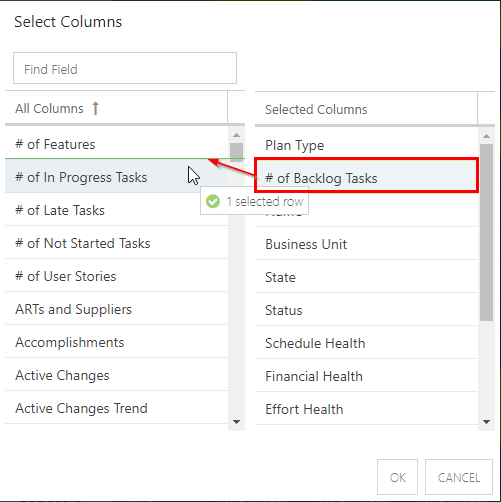 Select Columns
Find Field
All Columns
# of Features
# of In Progress Tasks
# of Late Tasks
# of Not Started Tasks
# of User Stories
ARTs and Suppliers
Accomplishments
Active Changes
Active Changes Trend
Selected Columns
Plan Type
# of Backlog Tasks
1 selected row
Name
Business Unit
State
Status
Schedule Health
Financial Health
Effort Health
OK
CANCEL